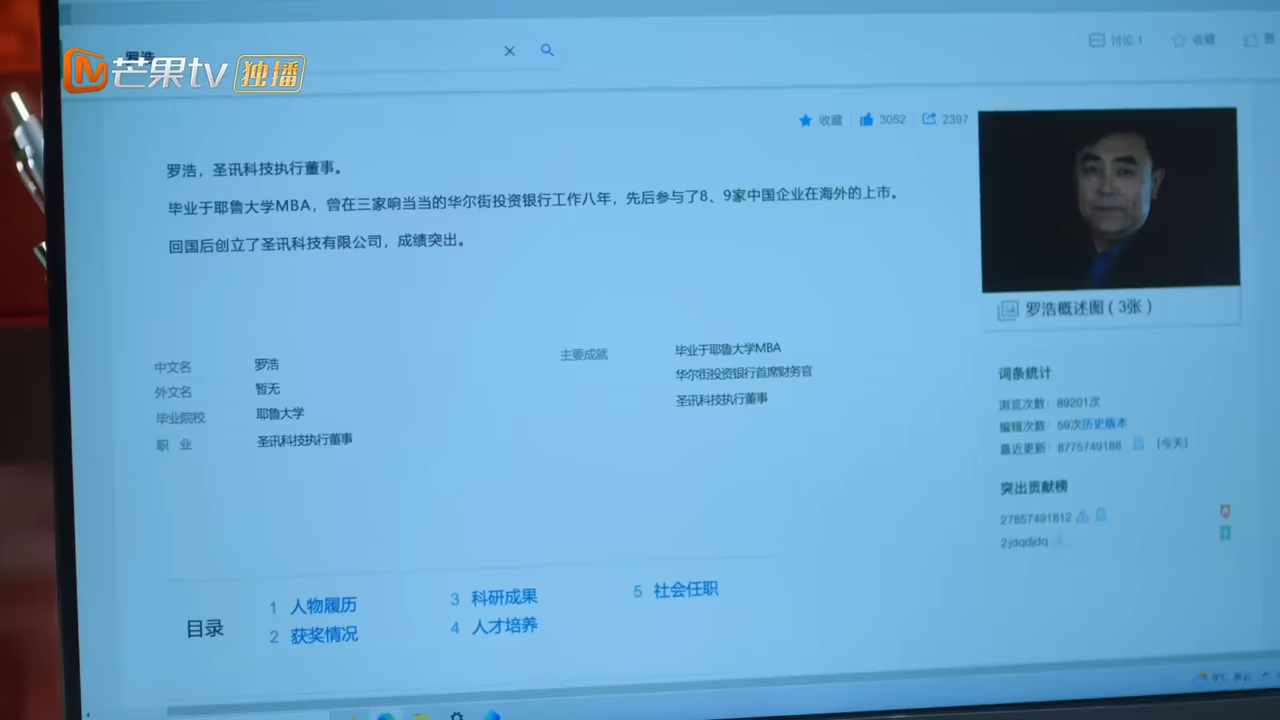 罗浩
芒果tv 独播
讨论 1
收藏
收藏 3052 2397
罗浩，圣讯科技执行董事。
毕业于耶鲁大学MBA，曾在三家响当当的华尔街投资银行工作八年，先后参与了8、9家中国企业在海外的上市。
回国后创立了圣讯科技有限公司，成绩突出。
罗浩概述图（3张）
中文名 罗浩
外文名 暂无
毕业院校 耶鲁大学
职 业 圣讯科技执行董事
主要成就 毕业于耶鲁大学MBA
华尔街投资银行首席财务官
圣讯科技执行董事
词条统计
浏览次数：89201次
编辑次数：59次历史版本
最近更新：8775749188 （今天）
突出贡献榜
27857491812
2jdqdjdq
目录
1 人物履历
2 获奖情况
3 科研成果
4 人才培养
5 社会任职
9°C